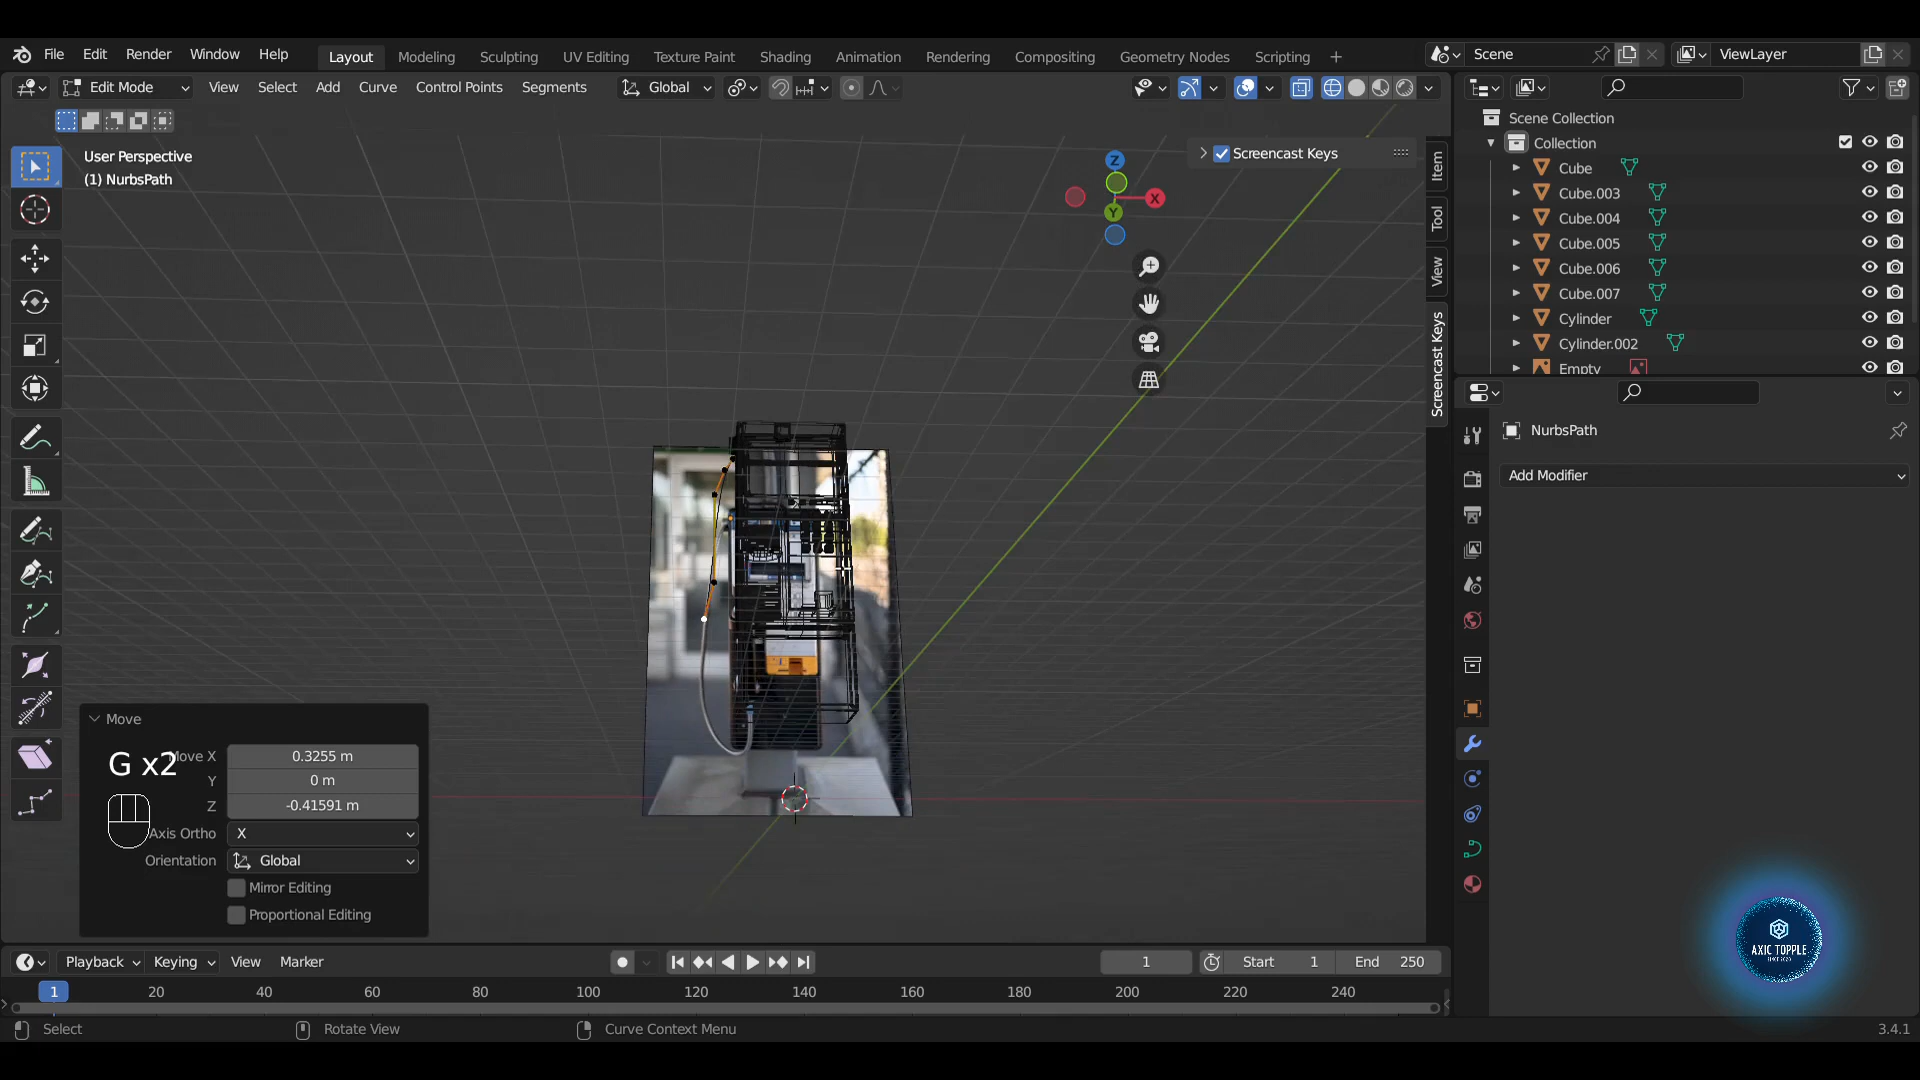 File Edit Render Window Help Layout Modeling Sculpting UV Editing Texture Paint Shading Animation Rendering Compositing Geometry Nodes Scripting + Scene ViewLayer
Edit Mode View Select Add Curve Control Points Segments Global
User Perspective
(1) NurbsPath
Screencast Keys
Z
X
Y
Item
Tool
View
Screencast Keys
Scene Collection
Collection
Cube
Cube.003
Cube.004
Cube.005
Cube.006
Cube.007
Cylinder
Cylinder.002
Empty
NurbsPath
Add Modifier
Move
G x2
Move X 0.3255 m
Y 0 m
Z -0.41591 m
Axis Ortho X
Orientation Global
Mirror Editing
Proportional Editing
AXIC TOPPLE
SINCE 2020
Playback Keying View Marker 1 Start 1 End 250
1 20 40 60 80 100 120 140 160 180 200 220 240
Select Rotate View Curve Context Menu 3.4.1